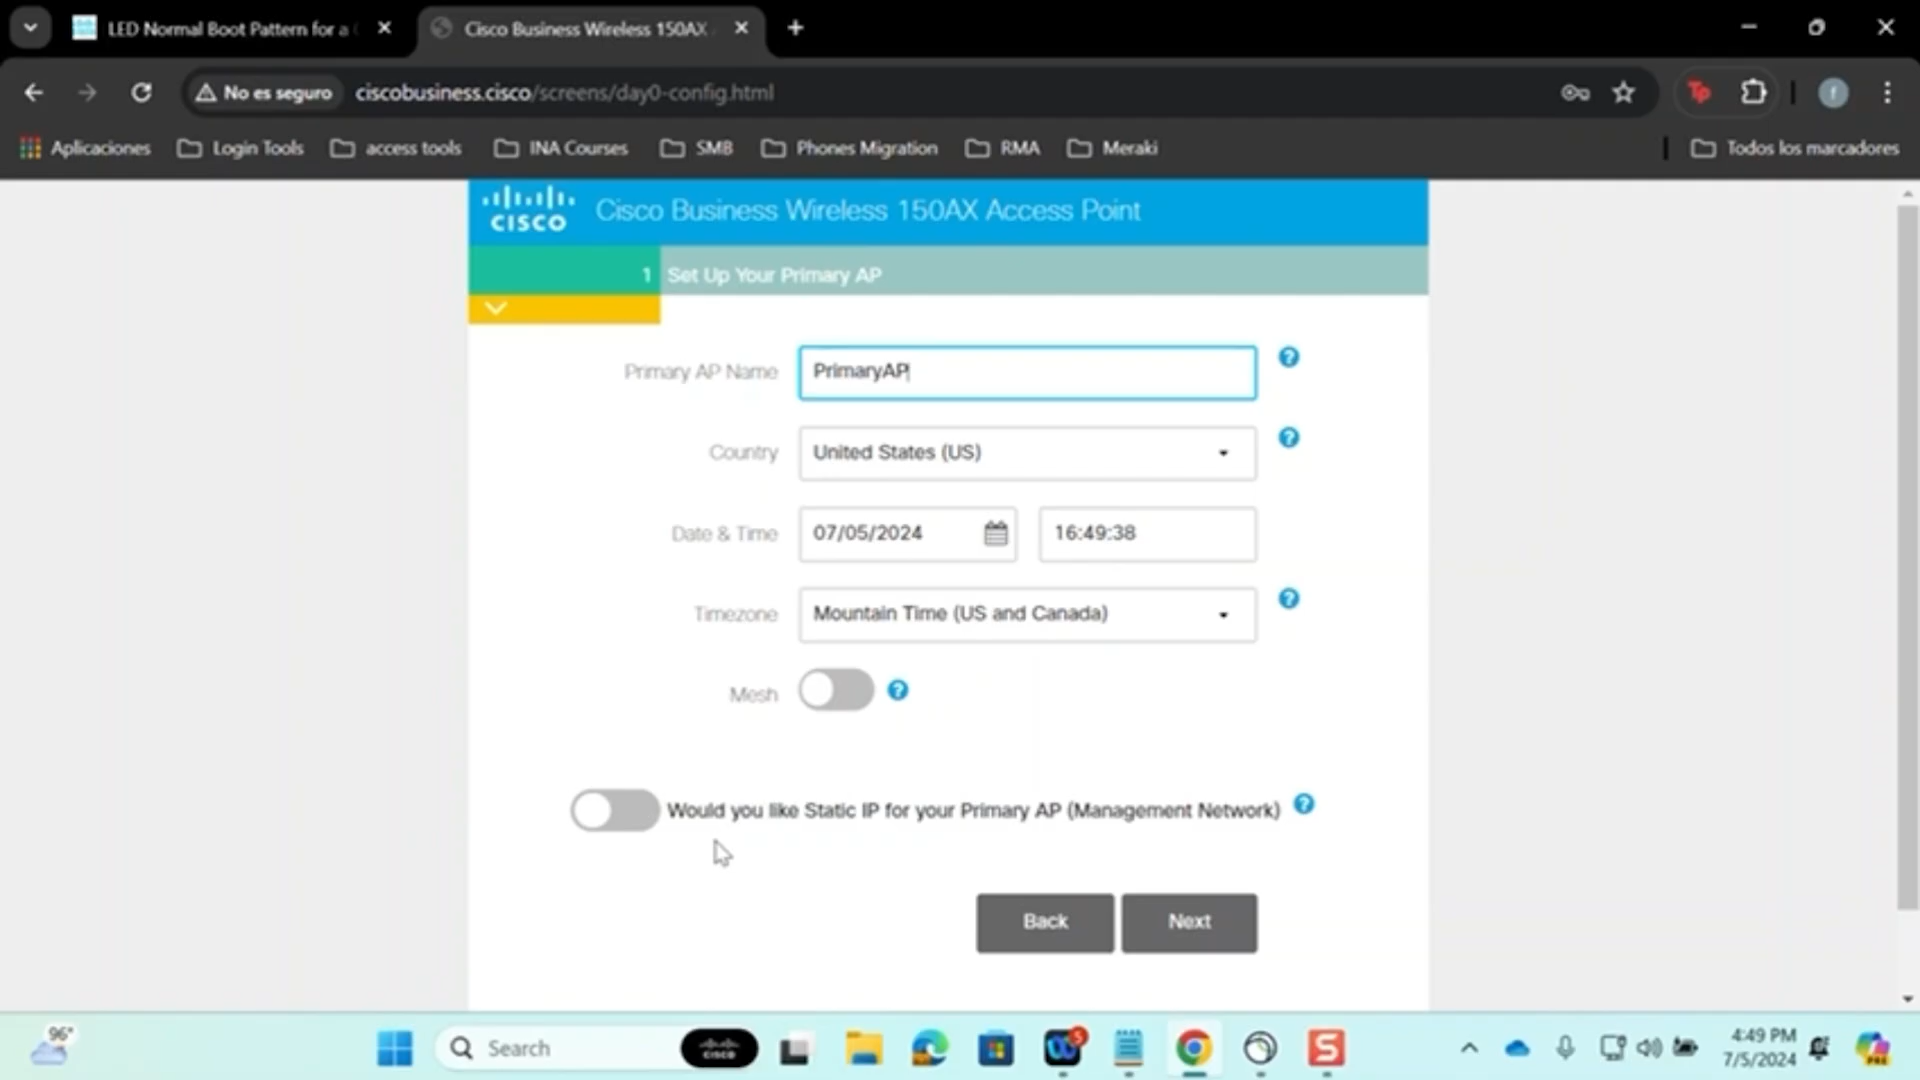 LED Normal Boot Pattern for a
Cisco Business Wireless 150AX
No es seguro
ciscobusiness.cisco/screens/day0-config.html
Tp
f
Aplicaciones
Login Tools
access tools
INA Courses
SMB
Phones Migration
RMA
Meraki
Todos los marcadores
CISCO
Cisco Business Wireless 150AX Access Point
1 Set Up Your Primary AP
Primary AP Name
PrimaryAP
?
Country
United States (US)
?
Date & Time
07/05/2024
16:49:38
Timezone
Mountain Time (US and Canada)
?
Mesh
?
Would you like Static IP for your Primary AP (Management Network)
?
Back
Next
96°
Search
CISCO
5
S
4:49 PM
7/5/2024
PRE